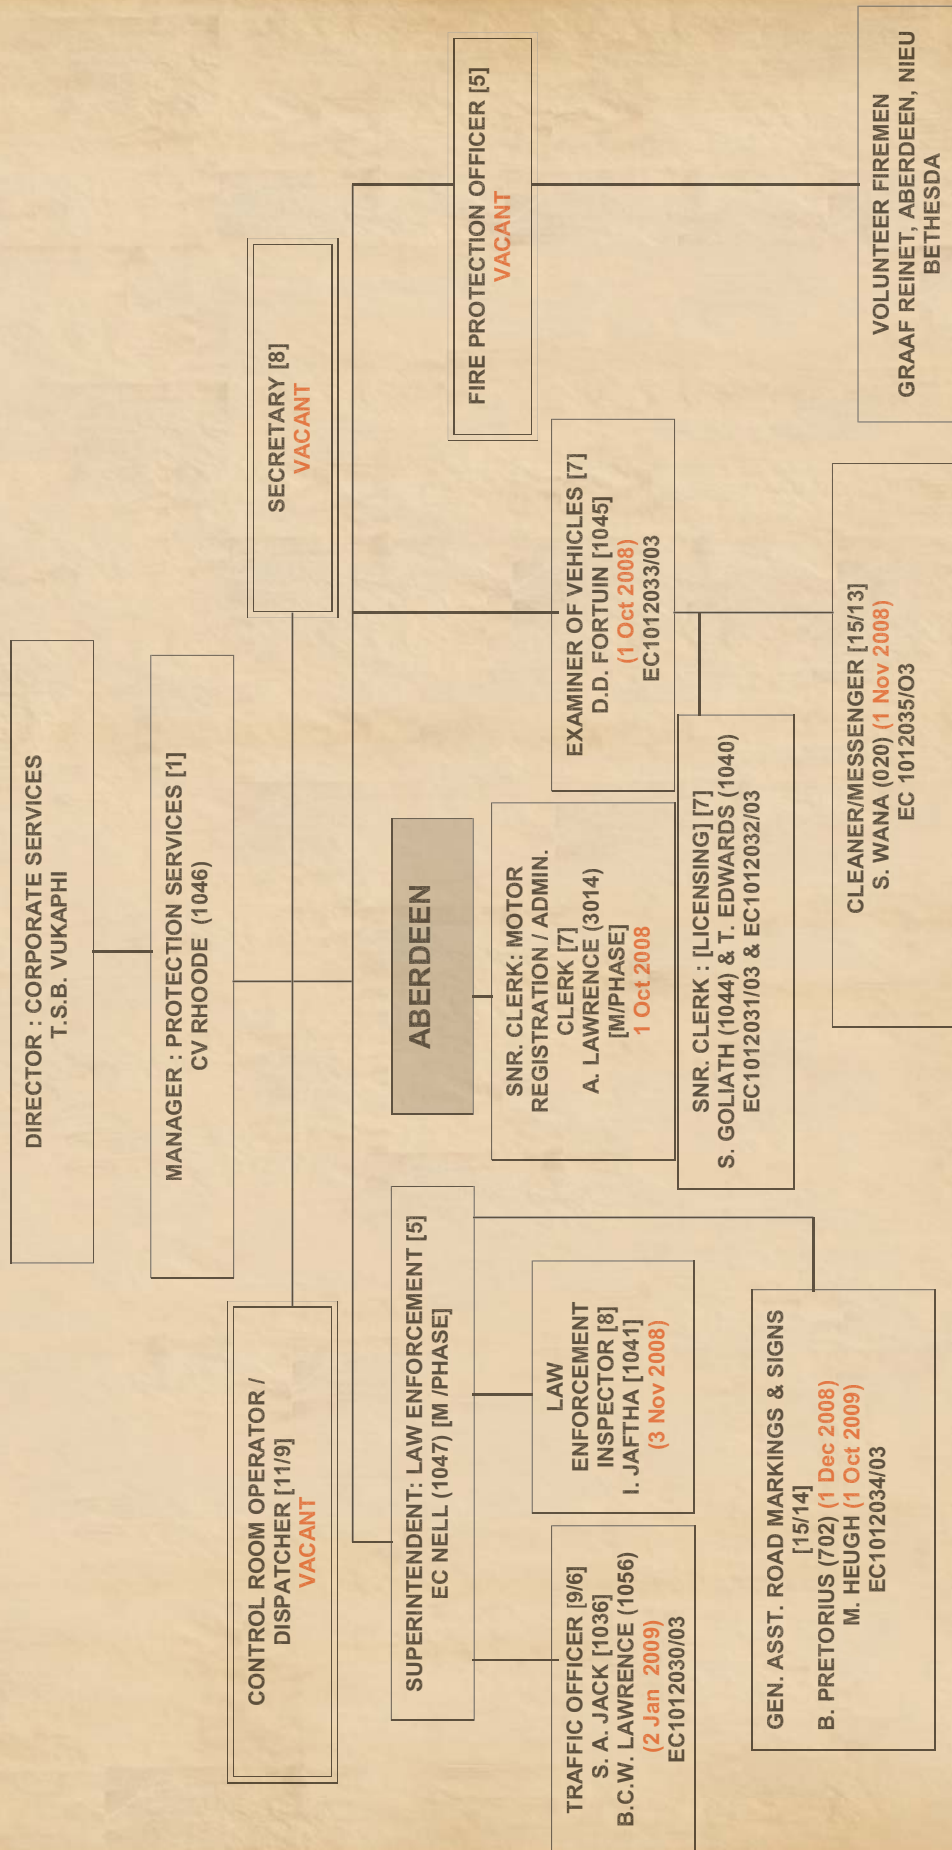 DIRECTOR : CORPORATE SERVICES
T.S.B. VUKAPHI
MANAGER : PROTECTION SERVICES [1]
CV RHOODE (1046)
CONTROL ROOM OPERATOR /
DISPATCHER [11/9]
VACANT
SECRETARY [8]
VACANT
SUPERINTENDENT: LAW ENFORCEMENT [5]
EC NELL (1047) [M /PHASE]
ABERDEEN
FIRE PROTECTION OFFICER [5]
VACANT
TRAFFIC OFFICER [9/6]
S. A. JACK [1036]
B.C.W. LAWRENCE (1056)
(2 Jan 2009)
EC1012030/03
LAW
ENFORCEMENT
INSPECTOR [8]
I. JAFTHA [1041]
(3 Nov 2008)
SNR. CLERK: MOTOR
REGISTRATION / ADMIN.
CLERK [7]
A. LAWRENCE (3014)
[M/PHASE]
1 Oct 2008
EXAMINER OF VEHICLES [7]
D.D. FORTUIN [1045]
(1 Oct 2008)
EC1012033/03
SNR. CLERK : [LICENSING] [7]
S. GOLIATH (1044) & T. EDWARDS (1040)
EC1012031/03 & EC1012032/03
GEN. ASST. ROAD MARKINGS & SIGNS
[15/14]
B. PRETORIUS (702) (1 Dec 2008)
M. HEUGH (1 Oct 2009)
EC1012034/03
CLEANER/MESSENGER [15/13]
S. WANA (020) (1 Nov 2008)
EC 1012035/O3
VOLUNTEER FIREMEN
GRAAF REINET, ABERDEEN, NIEU
BETHESDA